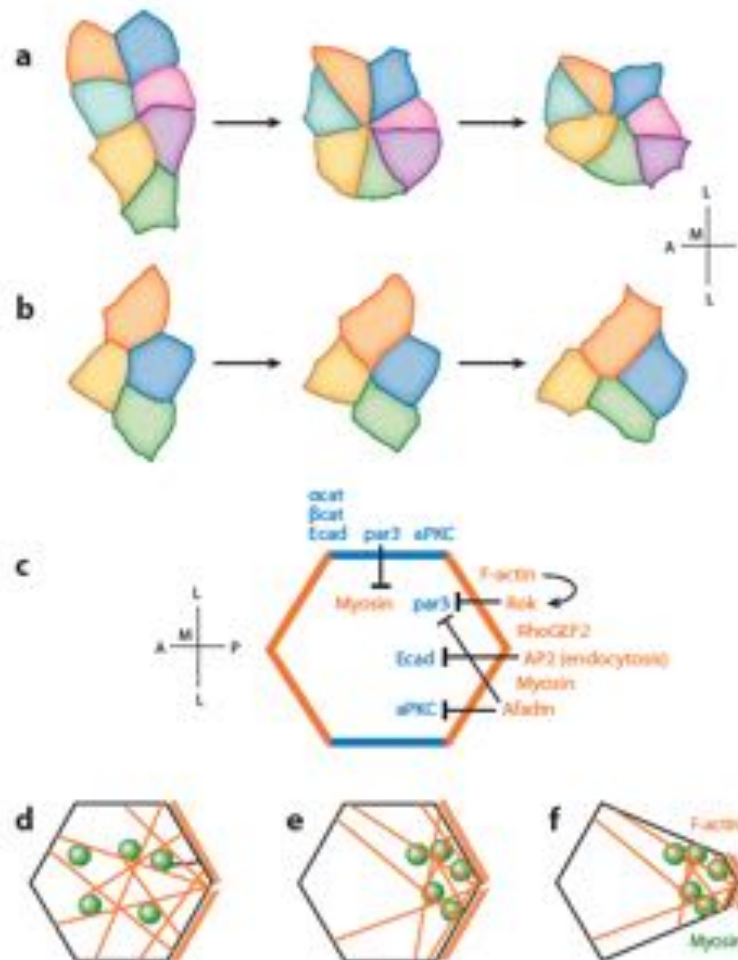 a
L
A M
L
b
αcat
βcat
Ecad par3 aPKC
c
F-actin
L
Myosin par3 Rok
RhoGEF2
A M P
Ecad AP2 (endocytosis)
Myosin
L
aPKC Afadin
d e f
F-actin
Myosin